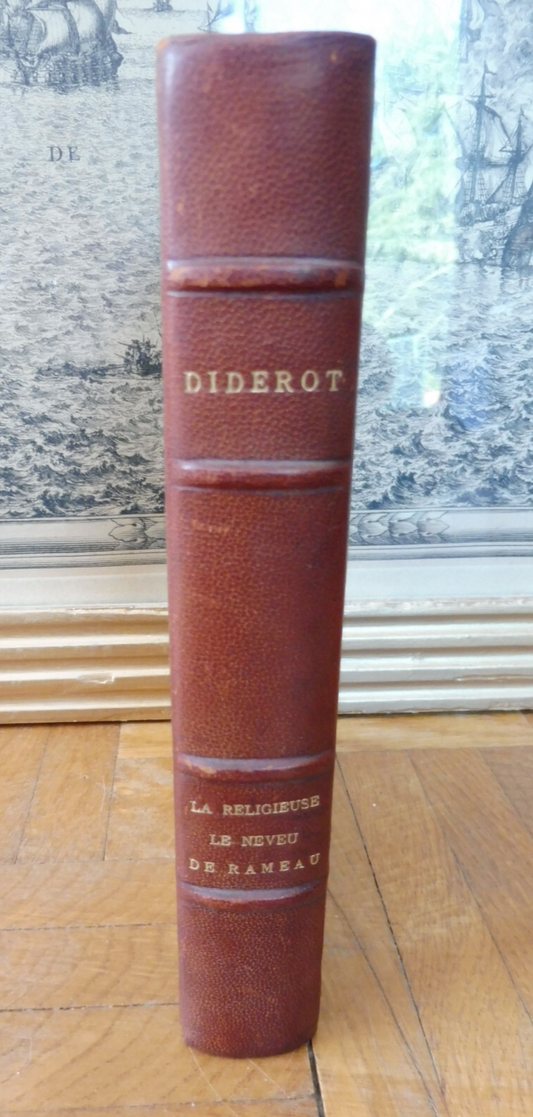 DE
DIDEROT
LA RELIGIEUSE
LE NEVEU
DE RAMEAU